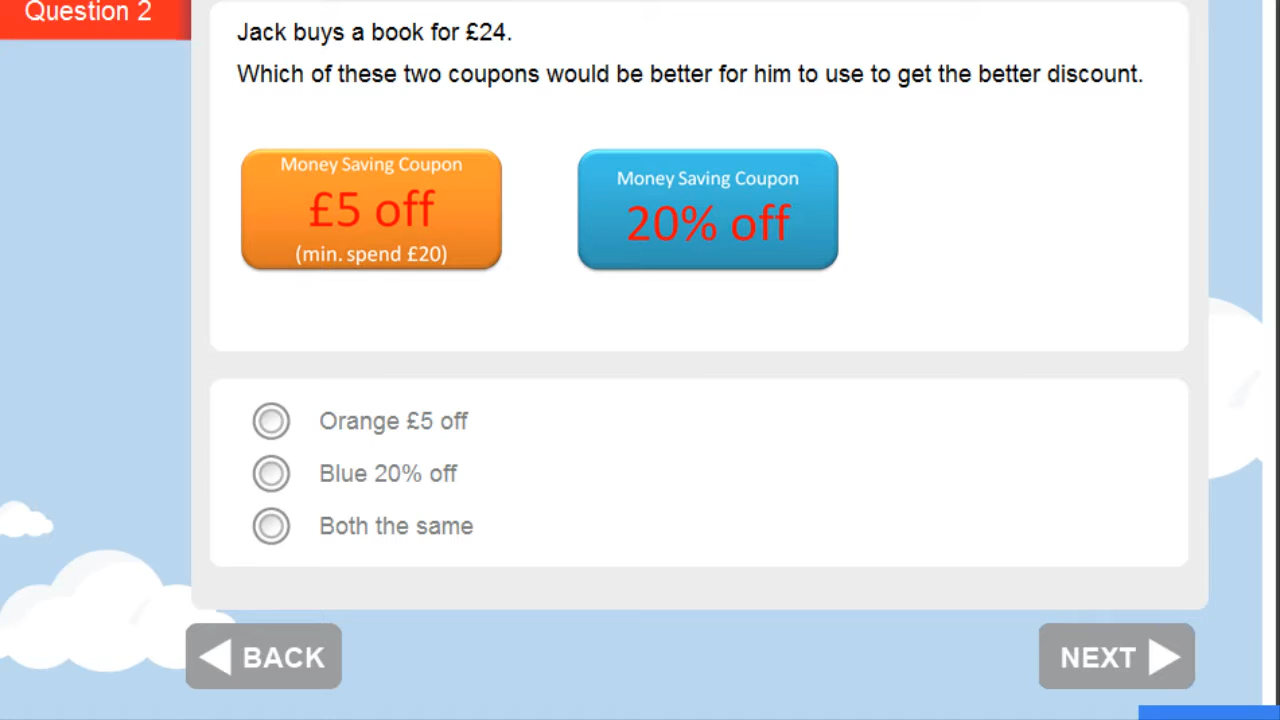 Question 2
Jack buys a book for £24.
Which of these two coupons would be better for him to use to get the better discount.
Money Saving Coupon
£5 off
(min. spend £20)
Money Saving Coupon
20% off
Orange £5 off
Blue 20% off
Both the same
BACK
NEXT